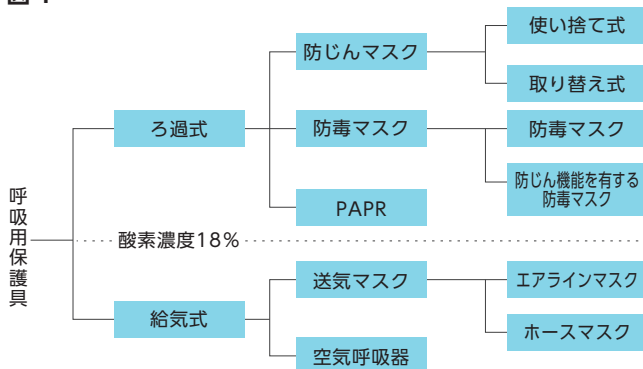 使い捨て式
防じんマスク
取り替え式
ろ過式
防毒マスク
防毒マスク
防じん機能を有する
防毒マスク
PAPR
呼吸用保護具
酸素濃度18%
送気マスク
エアラインマスク
給気式
ホースマスク
空気呼吸器